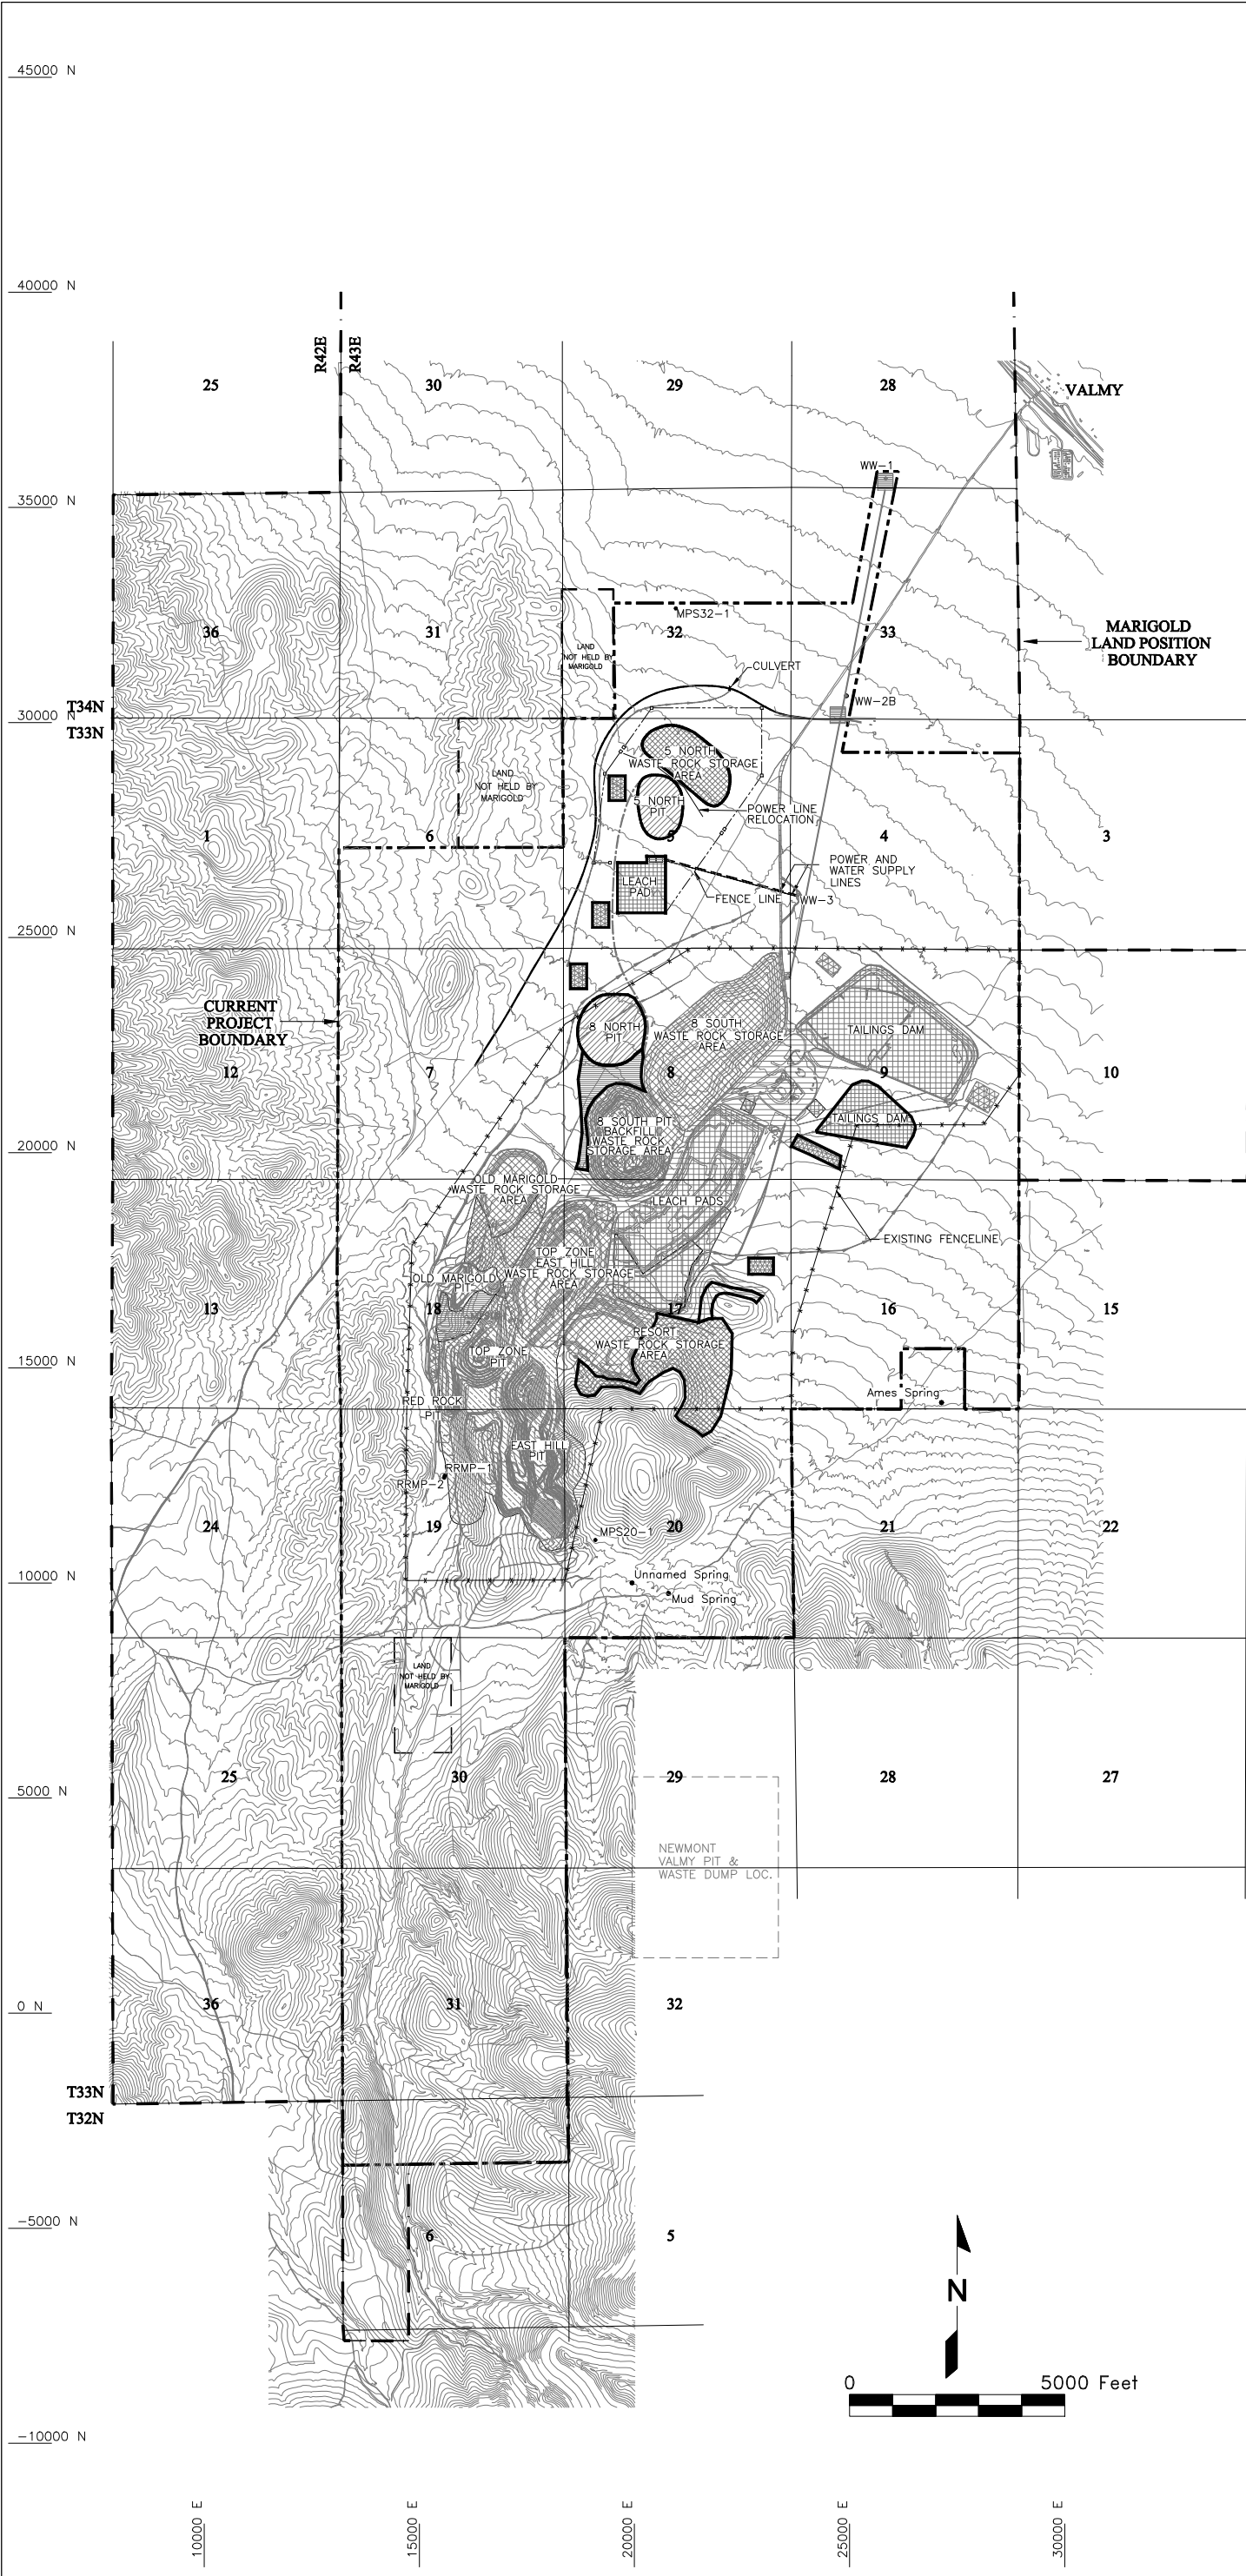 45000 N
40000 N
R42E
R43E
25
30
29
28
VALMY
WW-1
35000 N
MPS32-1
36
31
32
33
MARIGOLD
LAND POSITION
BOUNDARY
LAND
NOT HELD BY
MARIGOLD
CULVERT
WW-2B
T34N
30000 N
T33N
5 NORTH
WASTE ROCK STORAGE
AREA
LAND
NOT HELD BY
MARIGOLD
5 NORTH
PIT
POWER LINE
RELOCATION
1
6
5
4
3
POWER AND
WATER SUPPLY
LINES
LEACH
PAD
FENCE LINE
WW-3
25000 N
CURRENT
PROJECT
BOUNDARY
8 NORTH
PIT
8 SOUTH
WASTE ROCK STORAGE
AREA
TAILINGS DAM
12
7
8
9
10
TAILINGS DAM
8 SOUTH PIT
BACKFILL
WASTE ROCK
STORAGE AREA
20000 N
OLD MARIGOLD
WASTE ROCK STORAGE
AREA
LEACH PADS
EXISTING FENCELINE
TOP ZONE
EAST HILL
WASTE ROCK STORAGE
AREA
OLD MARIGOLD
PIT
13
18
17
16
15
RESORT
WASTE ROCK STORAGE
AREA
TOP ZONE
PIT
15000 N
Ames Spring
RED ROCK
PIT
EAST HILL
PIT
RRMP-1
RRMP-2
24
19
MPS20-1
20
21
22
10000 N
Unnamed Spring
Mud Spring
LAND
NOT HELD BY
MARIGOLD
25
30
29
28
27
5000 N
NEWMONT
VALMY PIT &
WASTE DUMP LOC.
0 N
36
31
32
T33N
T32N
-5000 N
6
5
N
0
5000 Feet
-10000 N
10000 E
15000 E
20000 E
25000 E
30000 E